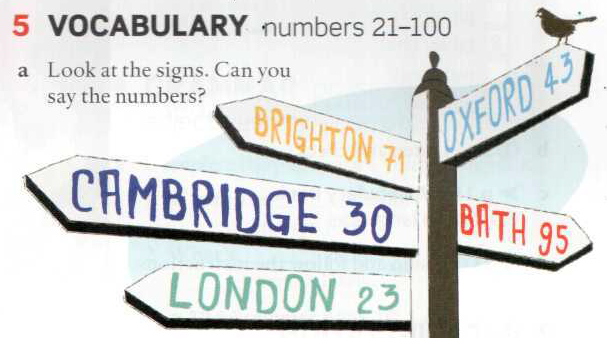 5 VOCABULARY numbers 21–100
a Look at the signs. Can you
say the numbers?
BRIGHTON 71
OXFORD 43
CAMBRIDGE 30
BATH 95
LONDON 23